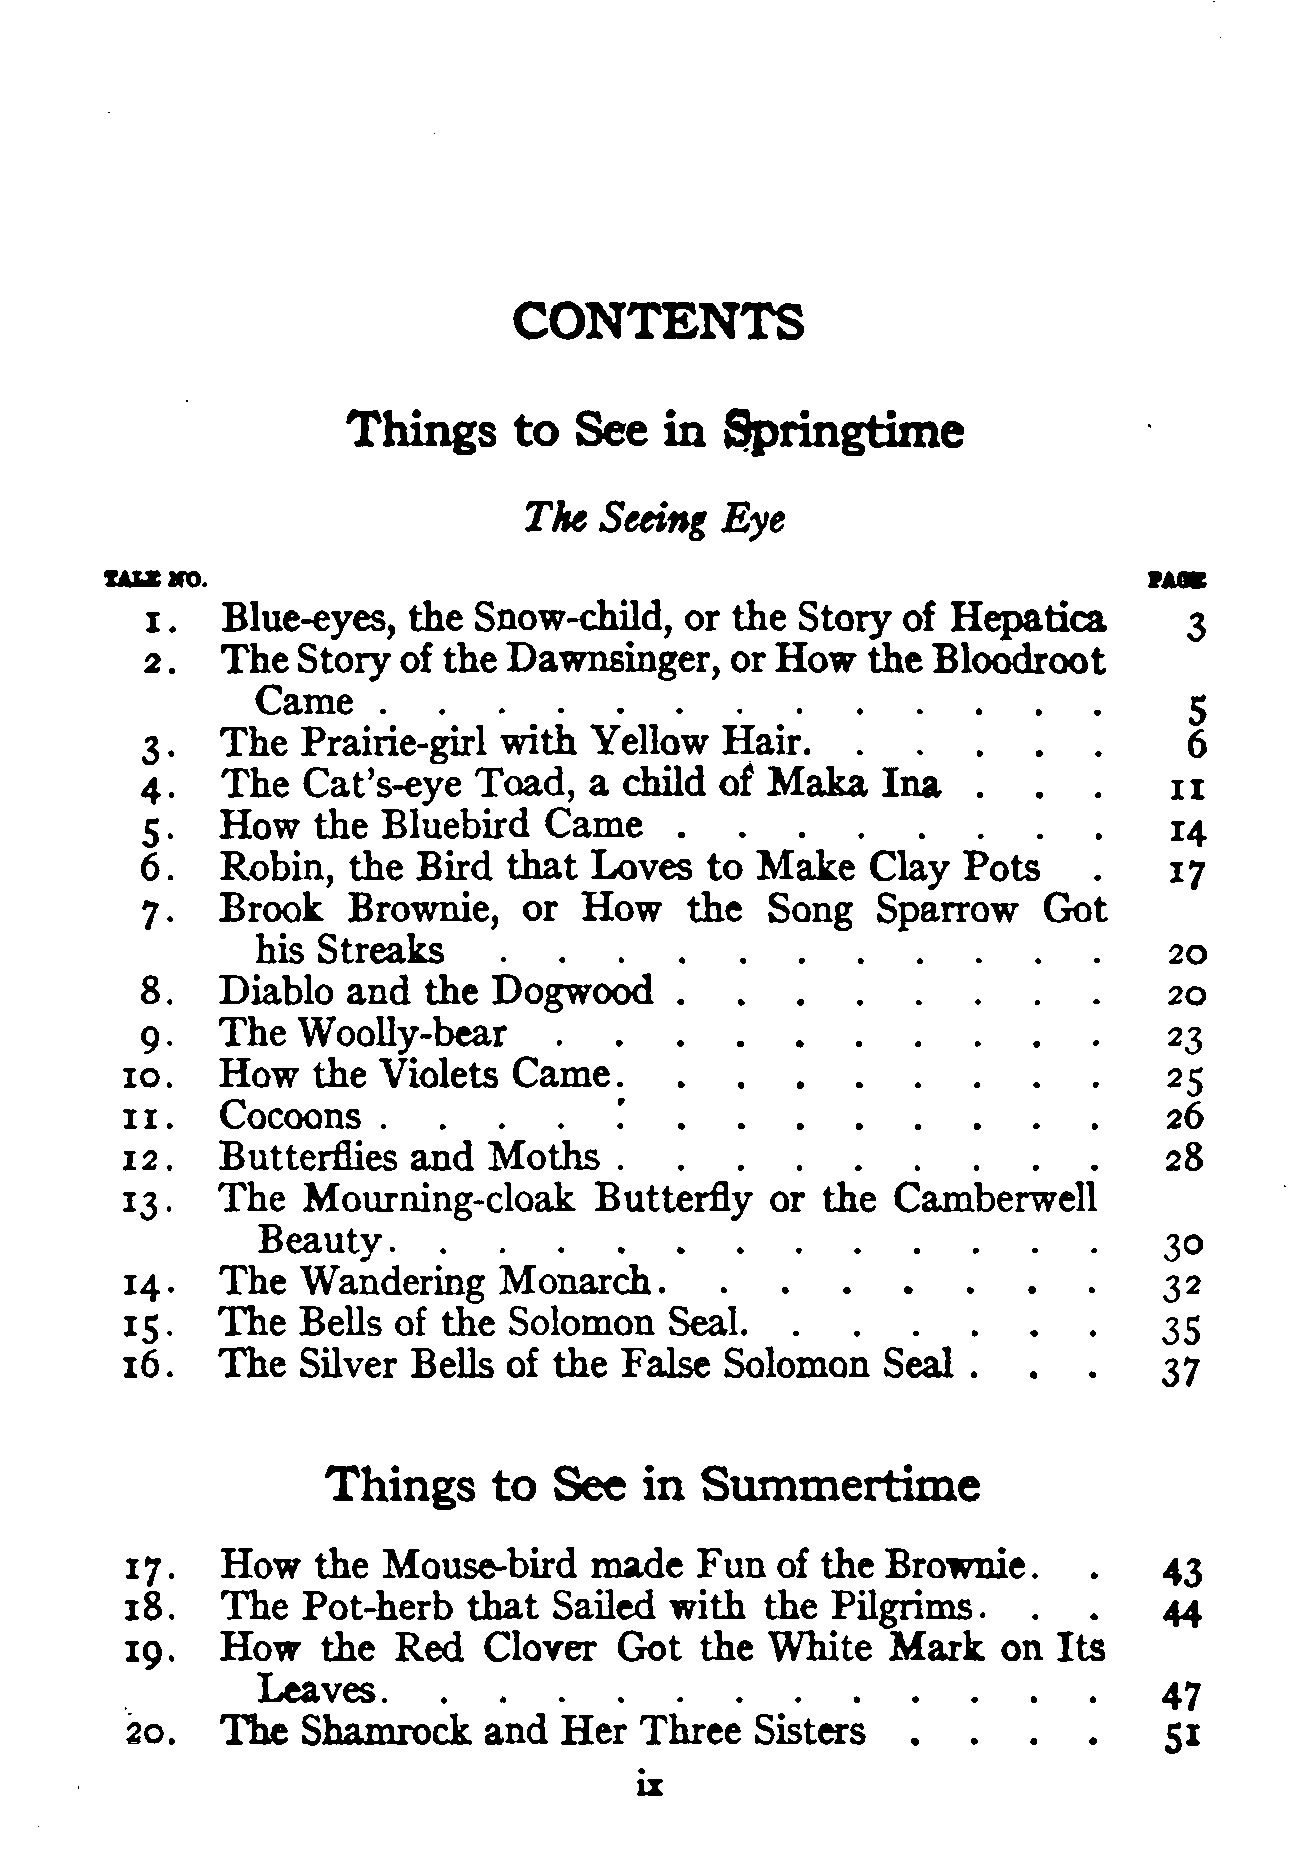 CONTENTS
Things to See in Springtime
The Seeing Eye
TALE NO. PAGE
1. Blue-eyes, the Snow-child, or the Story of Hepatica 3
2. The Story of the Dawnsinger, or How the Bloodroot
Came . . . . . . . . . . . . . 5
3. The Prairie-girl with Yellow Hair. . . . . . 6
4. The Cat's-eye Toad, a child of Maka Ina . . . 11
5. How the Bluebird Came . . . . . . . . 14
6. Robin, the Bird that Loves to Make Clay Pots . 17
7. Brook Brownie, or How the Song Sparrow Got
his Streaks . . . . . . . . . . . 20
8. Diablo and the Dogwood . . . . . . . . 20
9. The Woolly-bear . . . . . . . . . . 23
10. How the Violets Came. . . . . . . . . 25
11. Cocoons . . . . . . . . . . . . . 26
12. Butterflies and Moths . . . . . . . . . 28
13. The Mourning-cloak Butterfly or the Camberwell
Beauty. . . . . . . . . . . . . 30
14. The Wandering Monarch. . . . . . . . 32
15. The Bells of the Solomon Seal. . . . . . . 35
16. The Silver Bells of the False Solomon Seal . . . 37
Things to See in Summertime
17. How the Mouse-bird made Fun of the Brownie. . 43
18. The Pot-herb that Sailed with the Pilgrims. . . 44
19. How the Red Clover Got the White Mark on Its
Leaves. . . . . . . . . . . . . 47
20. The Shamrock and Her Three Sisters . . . . 51
ix